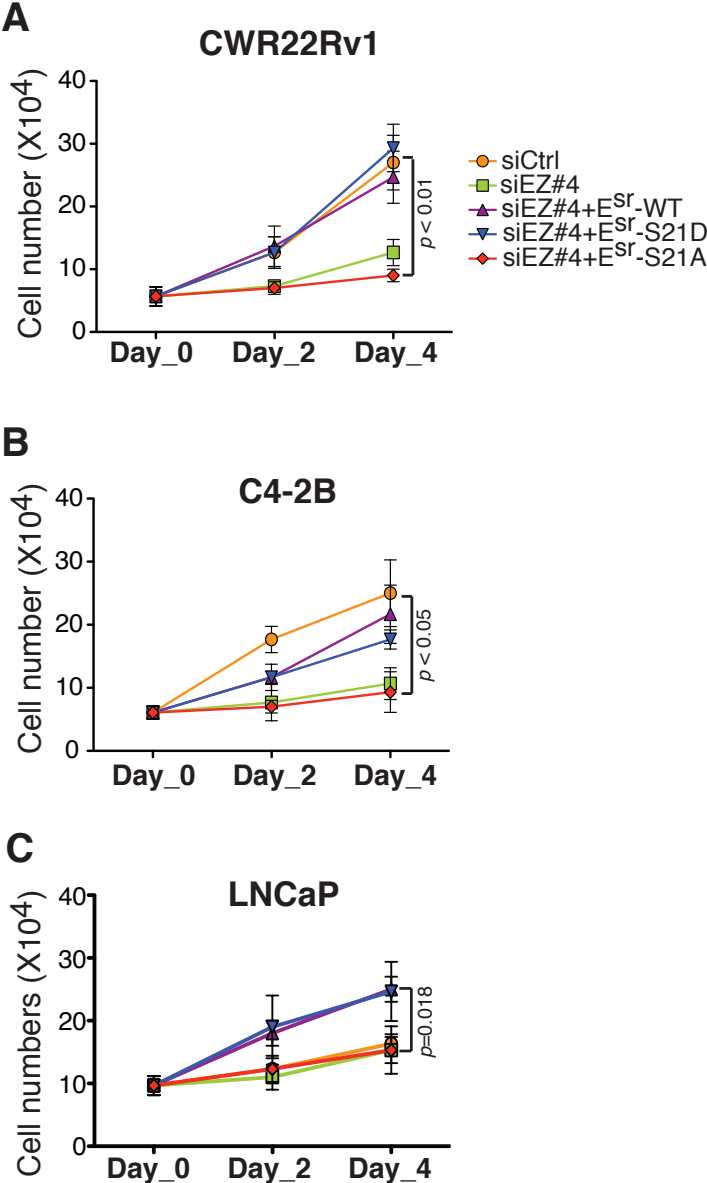 A
CWR22Rv1
Cell number (X10⁴)
40
30
20
10
0
Day_0 Day_2 Day_4
p < 0.01
siCtrl
siEZ#4
siEZ#4+Eˢʳ-WT
siEZ#4+Eˢʳ-S21D
siEZ#4+Eˢʳ-S21A
B
C4-2B
Cell number (X10⁴)
40
30
20
10
0
Day_0 Day_2 Day_4
p < 0.05
C
LNCaP
Cell numbers (X10⁴)
40
30
20
10
0
Day_0 Day_2 Day_4
p=0.018